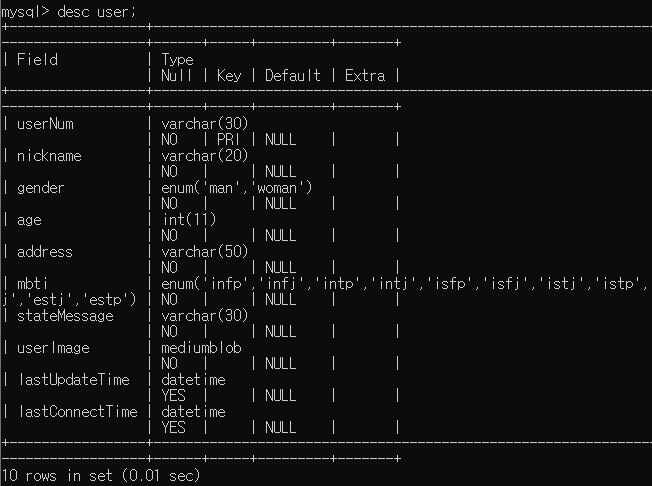 mysql> desc user;
+----------------+------------------------------------------------------------
------------------+------+-----+---------+-------+
| Field          | Type
                  | Null | Key | Default | Extra |
+----------------+------------------------------------------------------------
------------------+------+-----+---------+-------+
| userNum        | varchar(30)
                  | NO   | PRI | NULL    |       |
| nickname       | varchar(20)
                  | NO   |     | NULL    |       |
| gender         | enum('man','woman')
                  | NO   |     | NULL    |       |
| age            | int(11)
                  | NO   |     | NULL    |       |
| address        | varchar(50)
                  | NO   |     | NULL    |       |
| mbti           | enum('infp','infj','intp','intj','isfp','isfj','istj','istp',
j','estj','estp') | NO   |     | NULL    |       |
| stateMessage   | varchar(30)
                  | NO   |     | NULL    |       |
| userImage      | mediumblob
                  | NO   |     | NULL    |       |
| lastUpdateTime | datetime
                  | YES  |     | NULL    |       |
| lastConnectTime | datetime
                  | YES  |     | NULL    |       |
+----------------+------------------------------------------------------------
------------------+------+-----+---------+-------+
10 rows in set (0.01 sec)